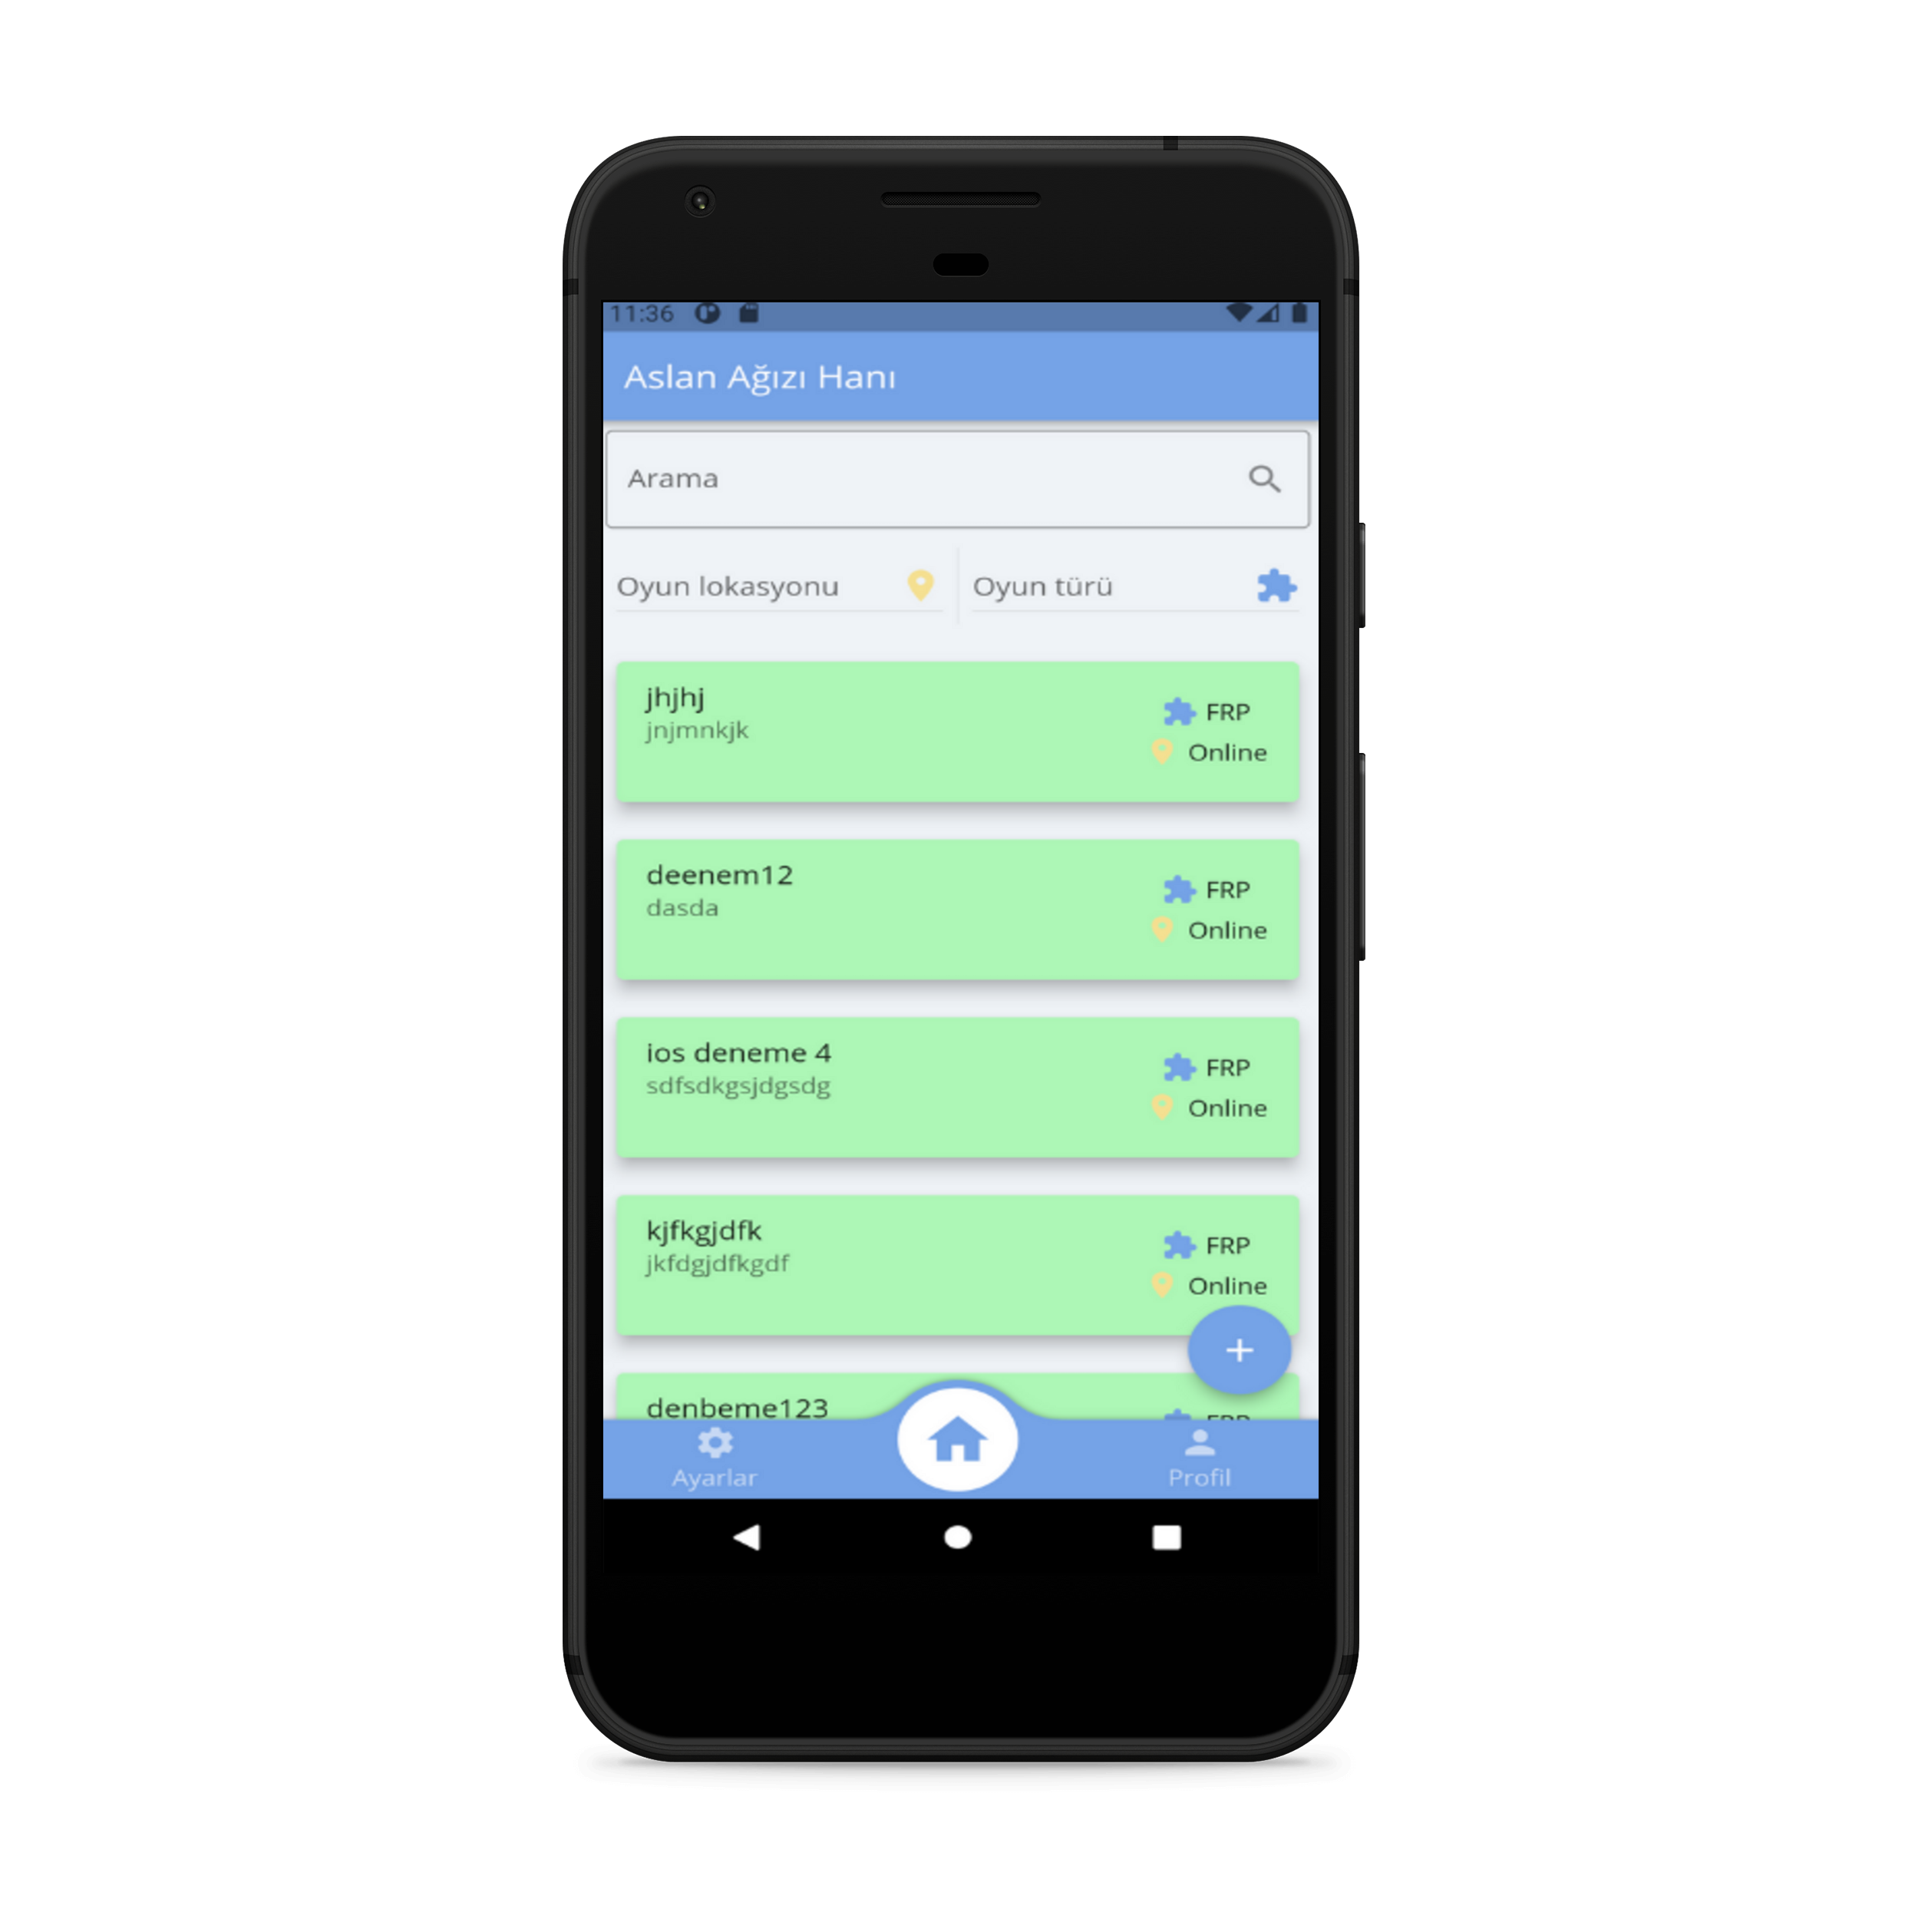 11:36
Aslan Ağızı Hanı
Arama
Oyun lokasyonu
Oyun türü
jhjhj
jnjmnkjk
FRP
Online
deenem12
dasda
FRP
Online
ios deneme 4
sdfsdkgsjdgsdg
FRP
Online
kjfkgjdfk
jkfdgjdfkgdf
FRP
Online
+
denbeme123
FRP
Ayarlar
Profil